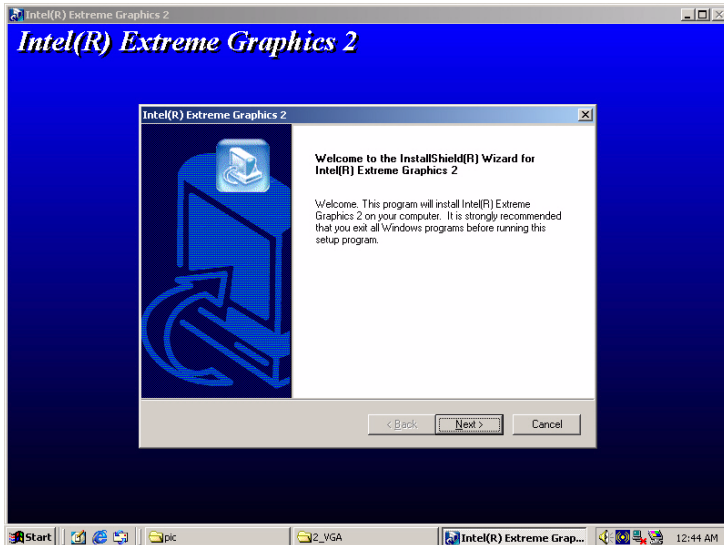 Intel(R) Extreme Graphics 2
Intel(R) Extreme Graphics 2
Intel(R) Extreme Graphics 2
Welcome to the InstallShield(R) Wizard for
Intel(R) Extreme Graphics 2
Welcome. This program will install Intel(R) Extreme
Graphics 2 on your computer. It is strongly recommended
that you exit all Windows programs before running this
setup program.
< Back Next > Cancel
Start pic 2_VGA Intel(R) Extreme Grap... 12:44 AM